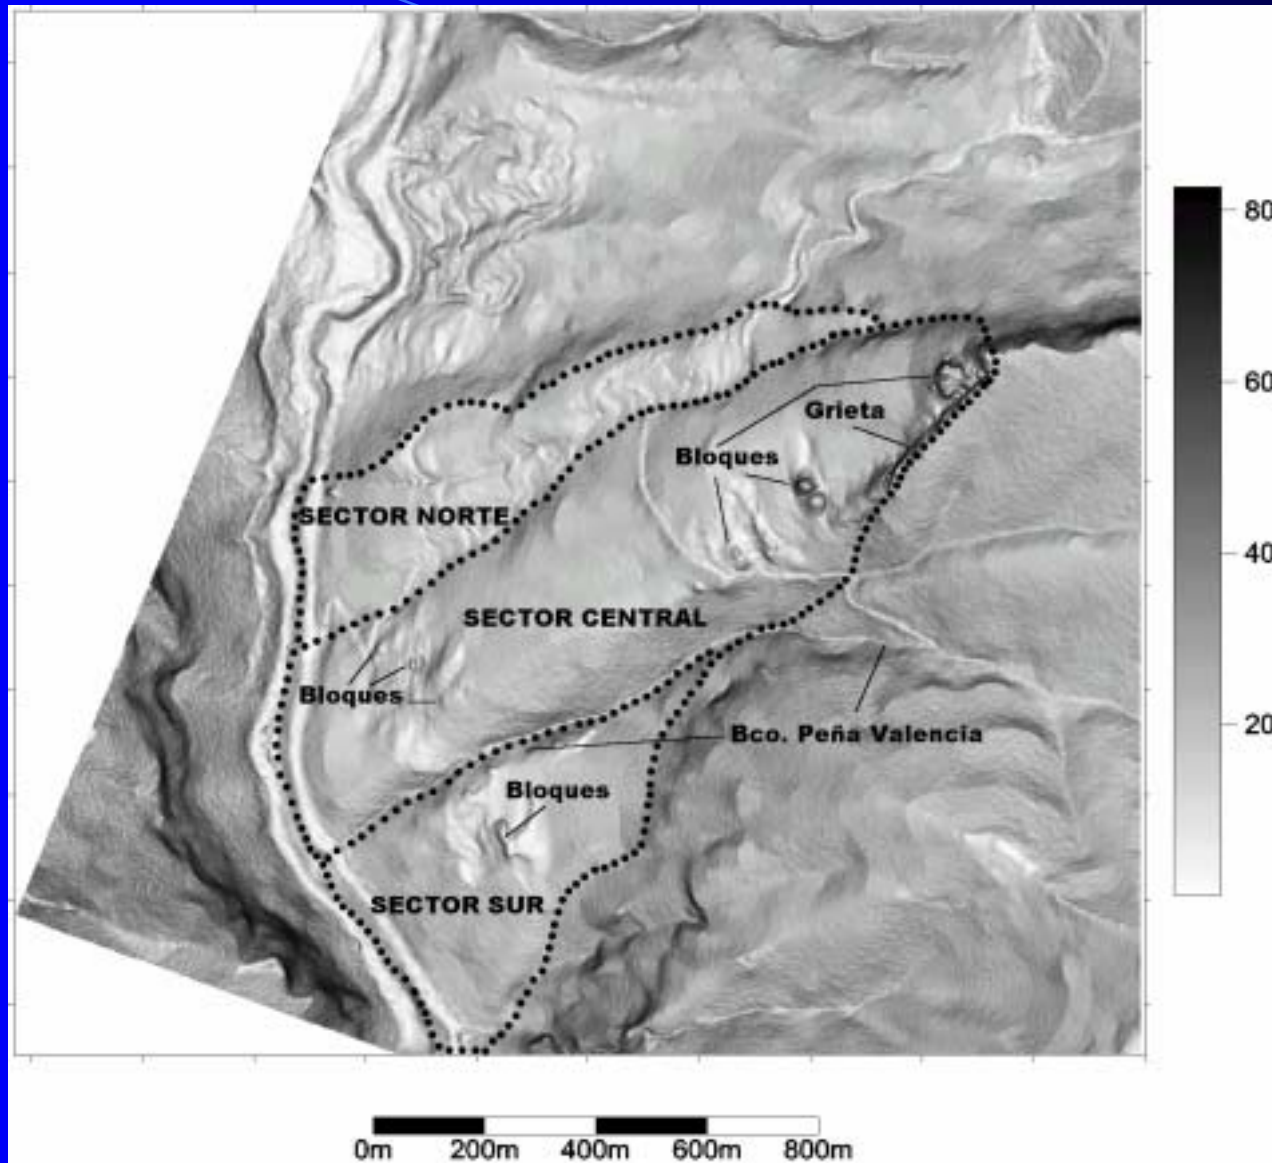 80
60
Grieta
Bloques
SECTOR NORTE
40
SECTOR CENTRAL
Bloques
20
Bco. Peña Valencia
Bloques
SECTOR SUR
0m 200m 400m 600m 800m